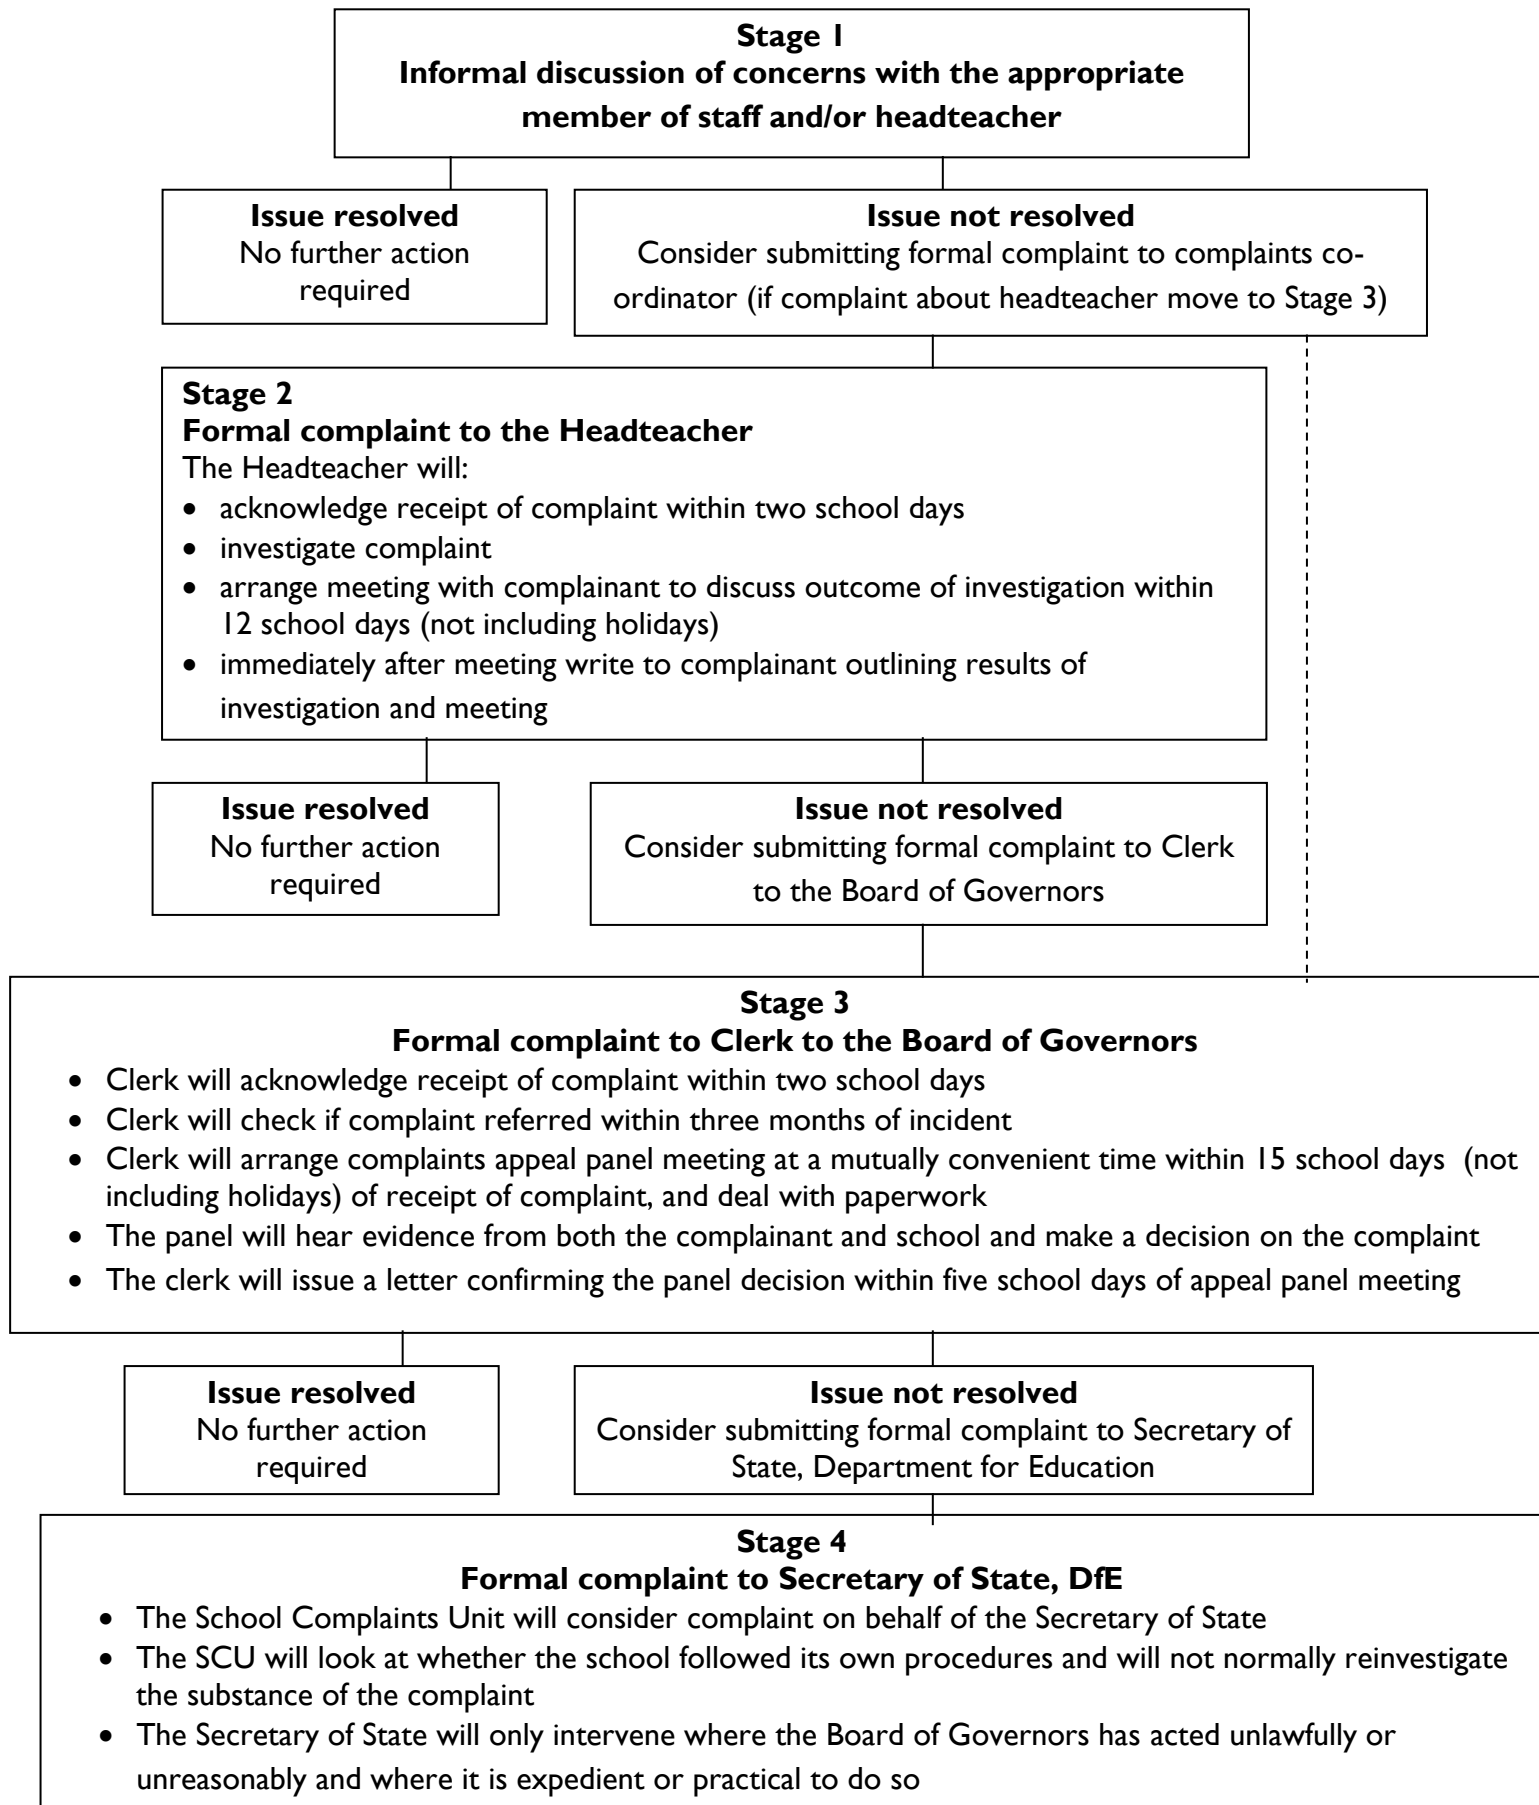 Stage 1
Informal discussion of concerns with the appropriate
member of staff and/or headteacher
Issue resolved
No further action
required
Issue not resolved
Consider submitting formal complaint to complaints co-
ordinator (if complaint about headteacher move to Stage 3)
Stage 2
Formal complaint to the Headteacher
The Headteacher will:
• acknowledge receipt of complaint within two school days
• investigate complaint
• arrange meeting with complainant to discuss outcome of investigation within
12 school days (not including holidays)
• immediately after meeting write to complainant outlining results of
investigation and meeting
Issue resolved
No further action
required
Issue not resolved
Consider submitting formal complaint to Clerk
to the Board of Governors
Stage 3
Formal complaint to Clerk to the Board of Governors
• Clerk will acknowledge receipt of complaint within two school days
• Clerk will check if complaint referred within three months of incident
• Clerk will arrange complaints appeal panel meeting at a mutually convenient time within 15 school days (not
including holidays) of receipt of complaint, and deal with paperwork
• The panel will hear evidence from both the complainant and school and make a decision on the complaint
• The clerk will issue a letter confirming the panel decision within five school days of appeal panel meeting
Issue resolved
No further action
required
Issue not resolved
Consider submitting formal complaint to Secretary of
State, Department for Education
Stage 4
Formal complaint to Secretary of State, DfE
• The School Complaints Unit will consider complaint on behalf of the Secretary of State
• The SCU will look at whether the school followed its own procedures and will not normally reinvestigate
the substance of the complaint
• The Secretary of State will only intervene where the Board of Governors has acted unlawfully or
unreasonably and where it is expedient or practical to do so